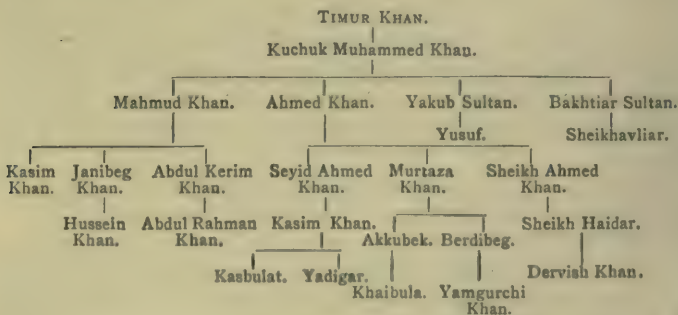 TIMUR KHAN.
Kuchuk Muhammed Khan.
Mahmud Khan. Ahmed Khan. Yakub Sultan. Bakhtiar Sultan.
Yusuf. Sheikhavliar.
Kasim Janibeg Abdul Kerim Seyid Ahmed Murtaza Sheikh Ahmed
Khan. Khan. Khan. Khan. Khan. Khan.
Hussein Abdul Rahman Kasim Khan. Sheikh Haidar.
Khan. Khan. Akkubek. Berdibeg.
Kasbulat. Yadigar. Dervish Khan.
Khaibula. Yamgurchi
Khan.